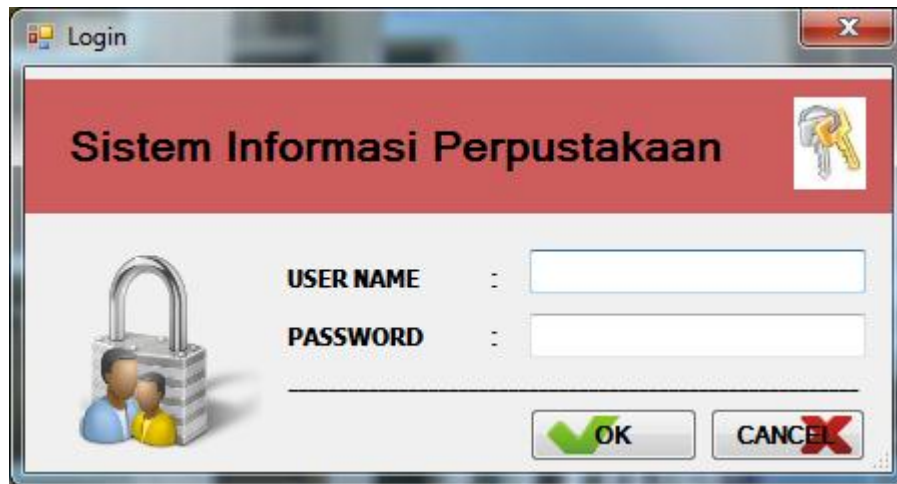 Login
Sistem Informasi Perpustakaan
USER NAME :
PASSWORD :
OK CANCEL